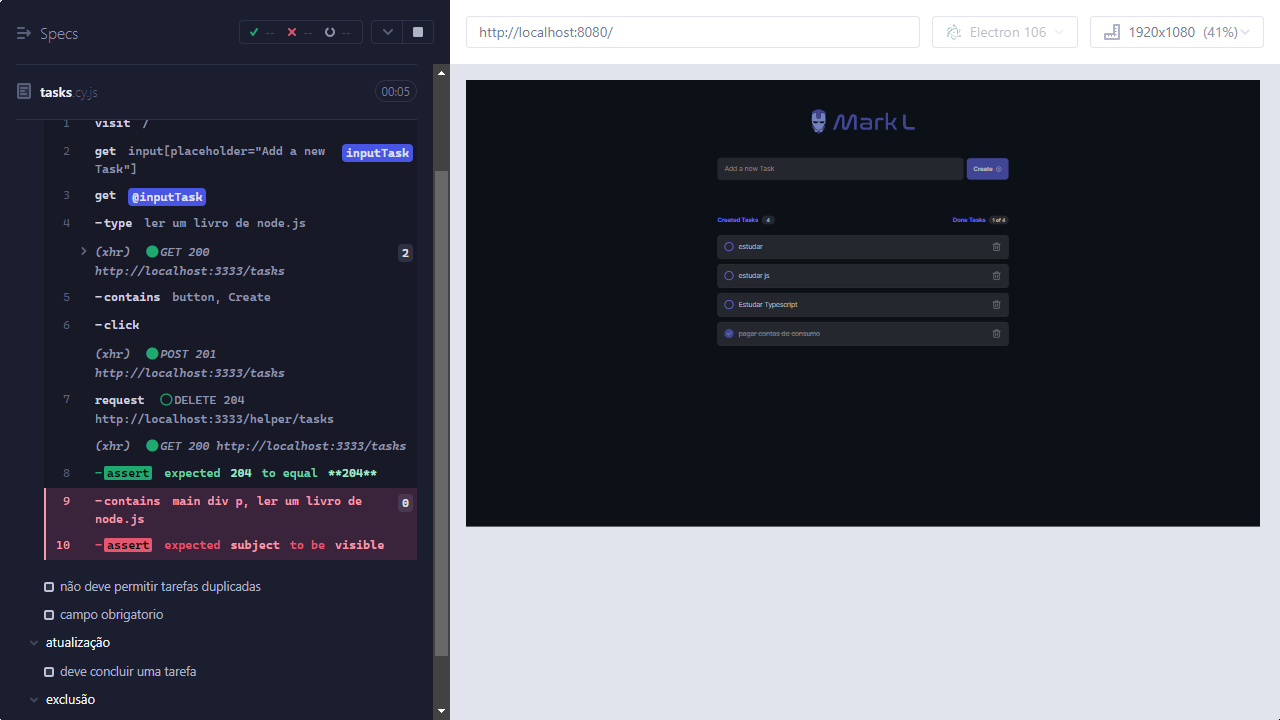 Specs
--
--
--
http://localhost:8080/
Electron 106
1920x1080 (41%)
tasks.cy.js
00:05
1 visit /
2 get input[placeholder="Add a new Task"] inputTask
3 get @inputTask
4 -type ler um livro de node.js
(xhr) GET 200 2
http://localhost:3333/tasks
5 -contains button, Create
6 -click
(xhr) POST 201
http://localhost:3333/tasks
7 request DELETE 204
http://localhost:3333/helper/tasks
(xhr) GET 200 http://localhost:3333/tasks
8 -assert expected 204 to equal **204**
9 -contains main div p, ler um livro de node.js 0
10 -assert expected subject to be visible
não deve permitir tarefas duplicadas
campo obrigatorio
atualização
deve concluir uma tarefa
exclusão
Mark L
Add a new Task
Create
Created Tasks 4
Done Tasks 1 of 4
estudar
estudar js
Estudar Typescript
pagar contas de consumo